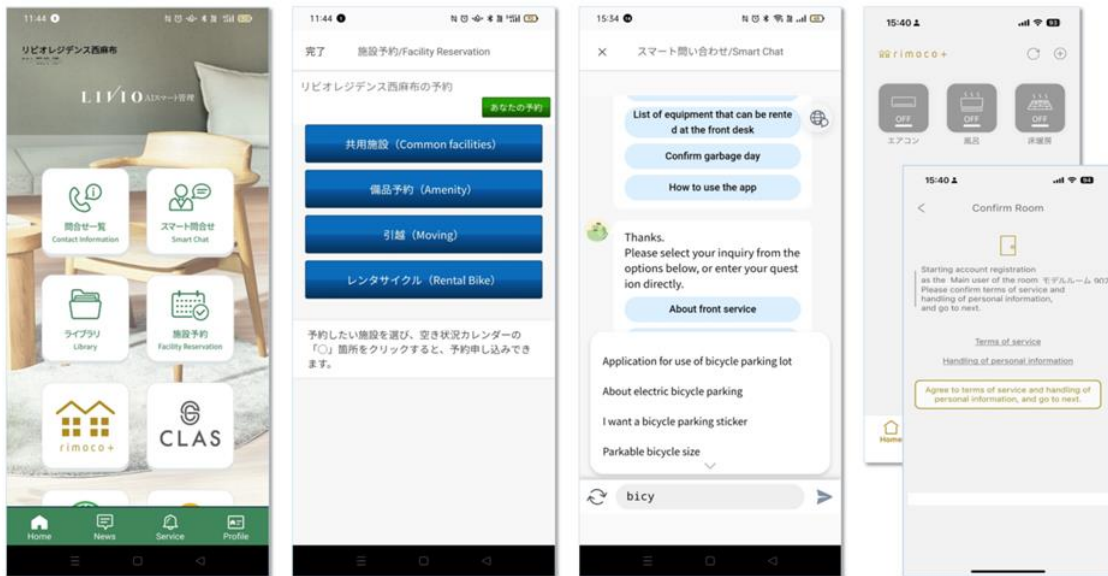 11:44
リビオレジデンス西麻布
LIVIO AIスマート管理
問合せ一覧
Contact Information
スマート問合せ
Smart Chat
ライブラリ
Library
施設予約
Facility Reservation
rimoco+
CLAS
Home
News
Service
Profile
11:44
完了
施設予約/Facility Reservation
リビオレジデンス西麻布の予約
あなたの予約
共用施設（Common facilities）
備品予約（Amenity）
引越（Moving）
レンタサイクル（Rental Bike）
予約したい施設を選び、空き状況カレンダーの
「○」箇所をクリックすると、予約申し込みでき
ます。
15:34
× スマート問い合わせ/Smart Chat
List of equipment that can be rente
d at the front desk
Confirm garbage day
How to use the app
Thanks.
Please select your inquiry from the
options below, or enter your quest
ion directly.
About front service
Application for use of bicycle parking lot
About electric bicycle parking
I want a bicycle parking sticker
Parkable bicycle size
bicy
15:40
93
rimoco+
OFF
エアコン
OFF
風呂
OFF
床暖房
Home
15:40
94
Confirm Room
Starting account registration
as the Main user of the room モデルルーム 903
Please confirm terms of service and
handling of personal information,
and go to next.
Terms of service
Handling of personal information
Agree to terms of service and handling of
personal information, and go to next.